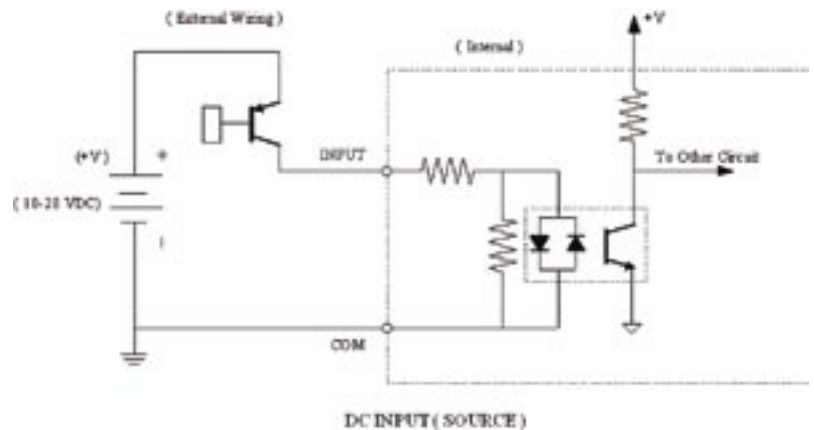 ( External Wiring )
+V
( Internal )
INPUT
To Other Circuit
(+V)
+
( 10-28 VDC)
COM
DC INPUT ( SOURCE )